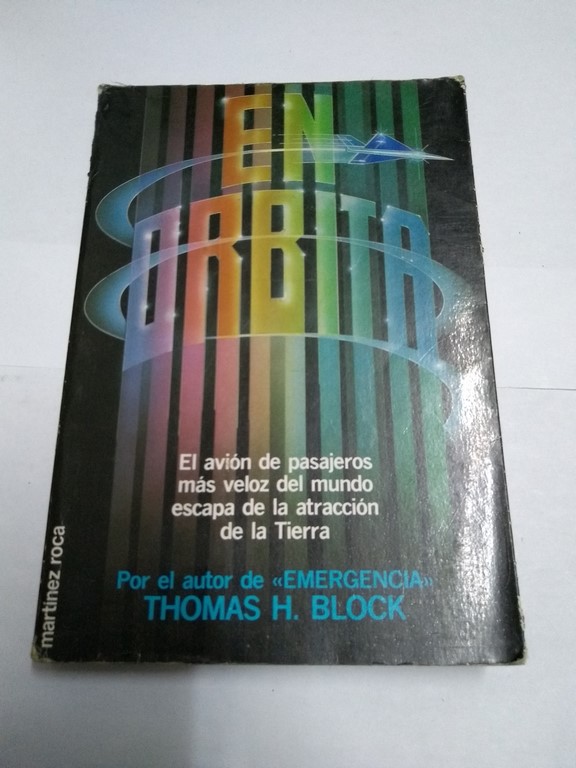 EN
ORBITA
El avión de pasajeros
más veloz del mundo
escapa de la atracción
de la Tierra
Por el autor de «EMERGENCIA»
THOMAS H. BLOCK
martínez roca